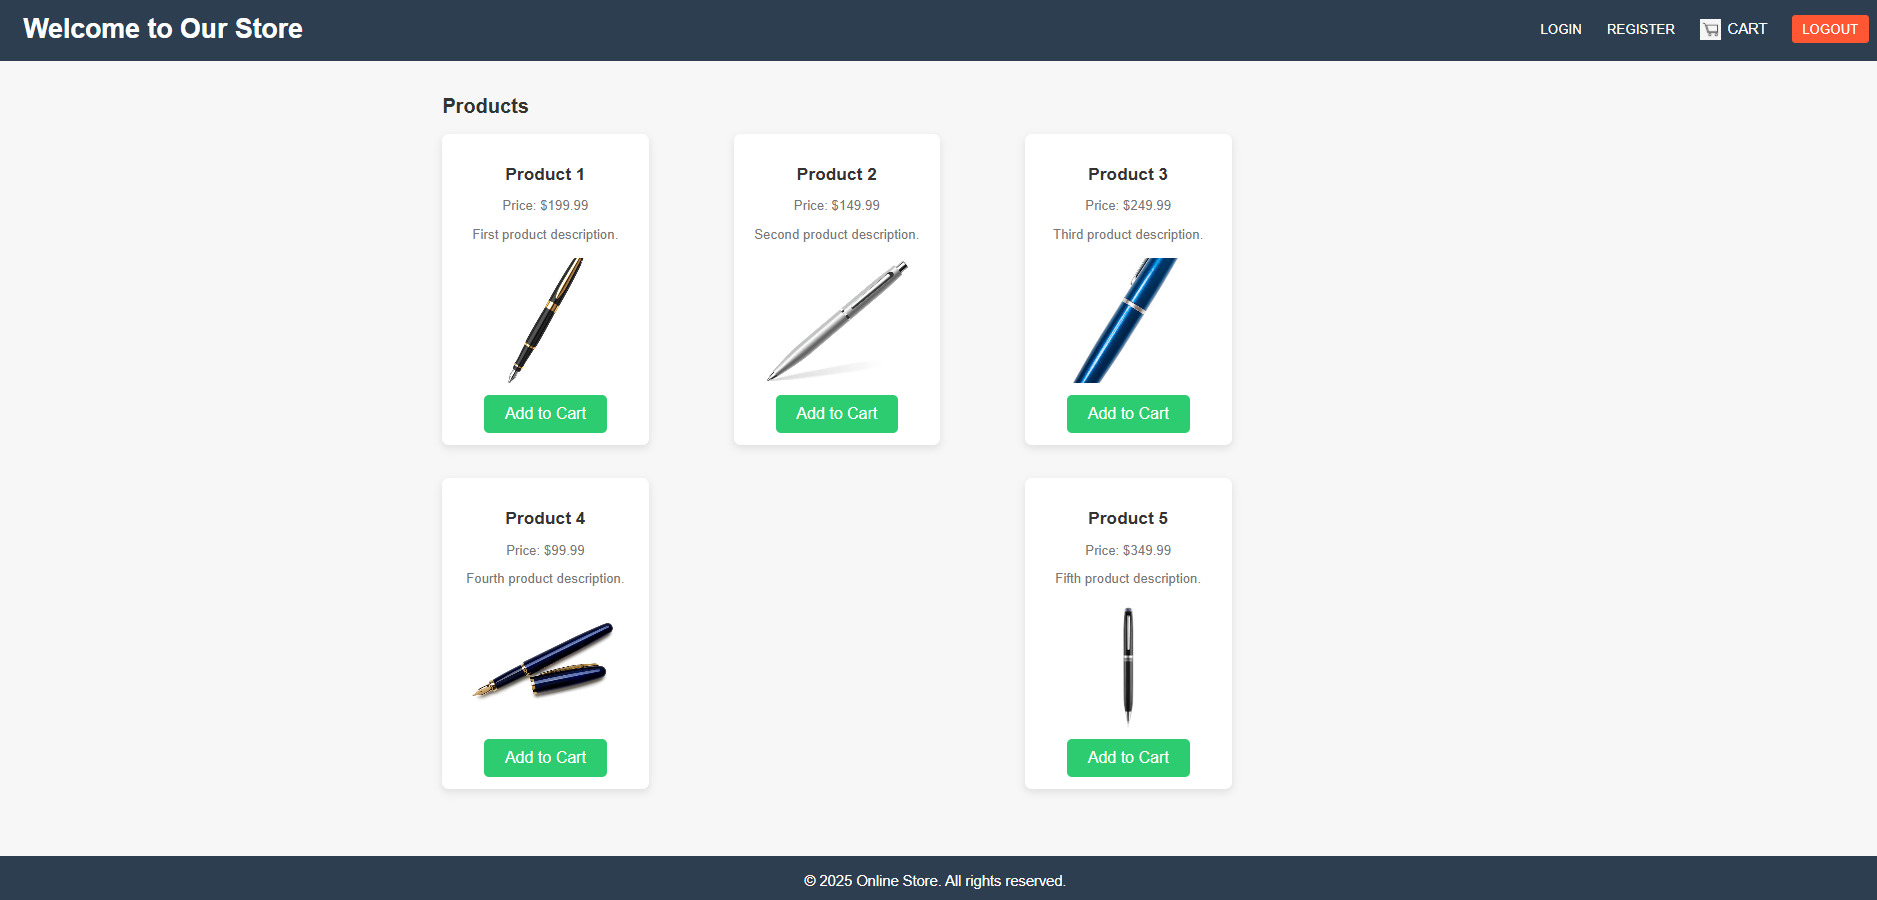 Welcome to Our Store
LOGIN REGISTER CART LOGOUT
Products
Product 1
Price: $199.99
First product description.
Add to Cart
Product 2
Price: $149.99
Second product description.
Add to Cart
Product 3
Price: $249.99
Third product description.
Add to Cart
Product 4
Price: $99.99
Fourth product description.
Add to Cart
Product 5
Price: $349.99
Fifth product description.
Add to Cart
© 2025 Online Store. All rights reserved.